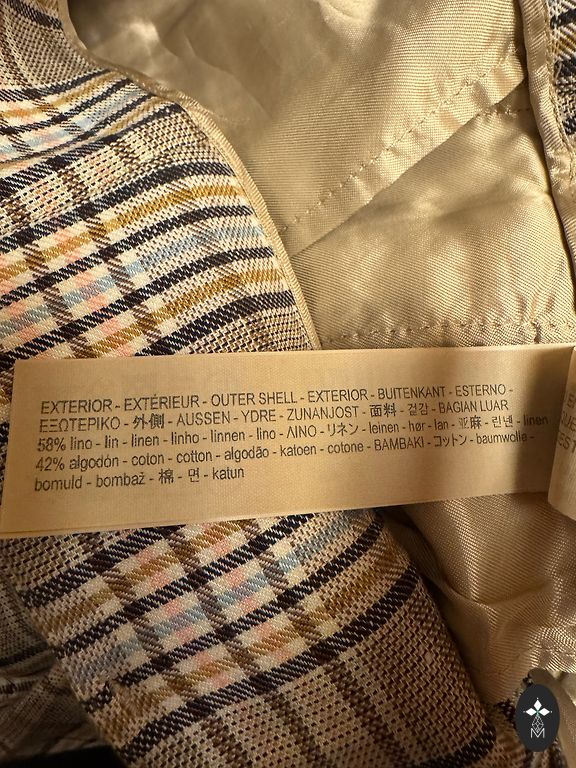 EXTERIOR - EXTÉRIEUR - OUTER SHELL - EXTERIOR - BUITENKANT - ESTERNO -
ΕΞΩΤΕΡΙΚΟ - 外側 - AUSSEN - YDRE - ZUNANJOST - 面料 - 겉감 - BAGIAN LUAR
58% lino - lin - linen - linho - linnen - lino - ΛΙΝΟ - リネン - leinen - hør - lan - 亚麻 - 린넨 - linen
42% algodón - coton - cotton - algodão - katoen - cotone - ΒΑΜΒΑΚΙ - コットン - baumwolle -
bomuld - bombaž - 棉 - 면 - katun